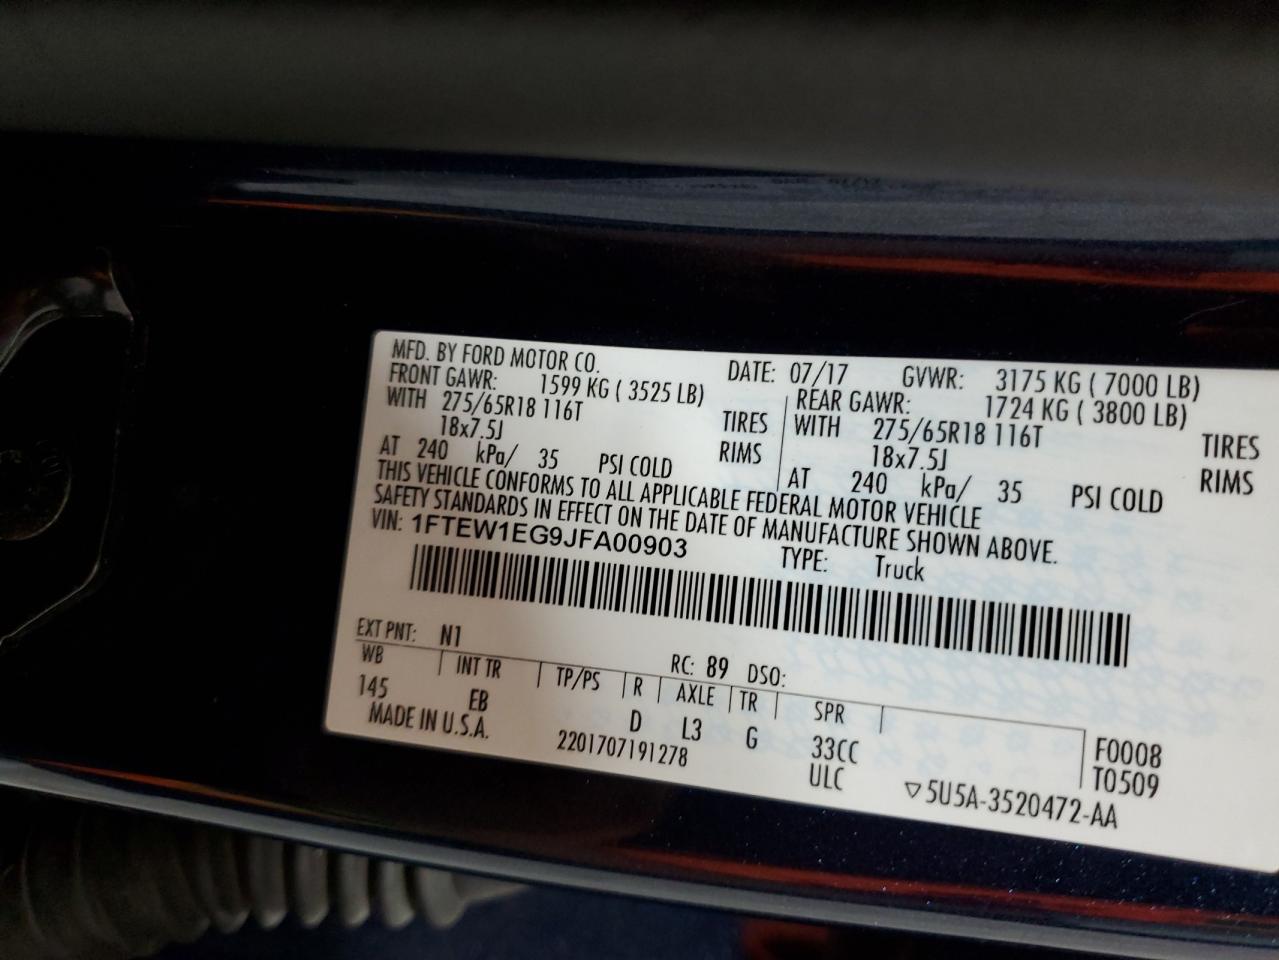 MFD. BY FORD MOTOR CO. DATE: 07/17 GVWR: 3175 KG ( 7000 LB)
FRONT GAWR: 1599 KG ( 3525 LB) REAR GAWR: 1724 KG ( 3800 LB)
WITH 275/65R18 116T TIRES WITH 275/65R18 116T TIRES
18x7.5J RIMS 18x7.5J RIMS
AT 240 kPa/ 35 PSI COLD AT 240 kPa/ 35 PSI COLD
THIS VEHICLE CONFORMS TO ALL APPLICABLE FEDERAL MOTOR VEHICLE
SAFETY STANDARDS IN EFFECT ON THE DATE OF MANUFACTURE SHOWN ABOVE.
VIN: 1FTEW1EG9JFA00903 TYPE: Truck
EXT PNT: N1 RC: 89 DSO:
WB INT TR TP/PS R AXLE TR SPR
145 EB D L3 G 33CC F0008
MADE IN U.S.A. 2201707191278 ULC T0509
▽5U5A-3520472-AA